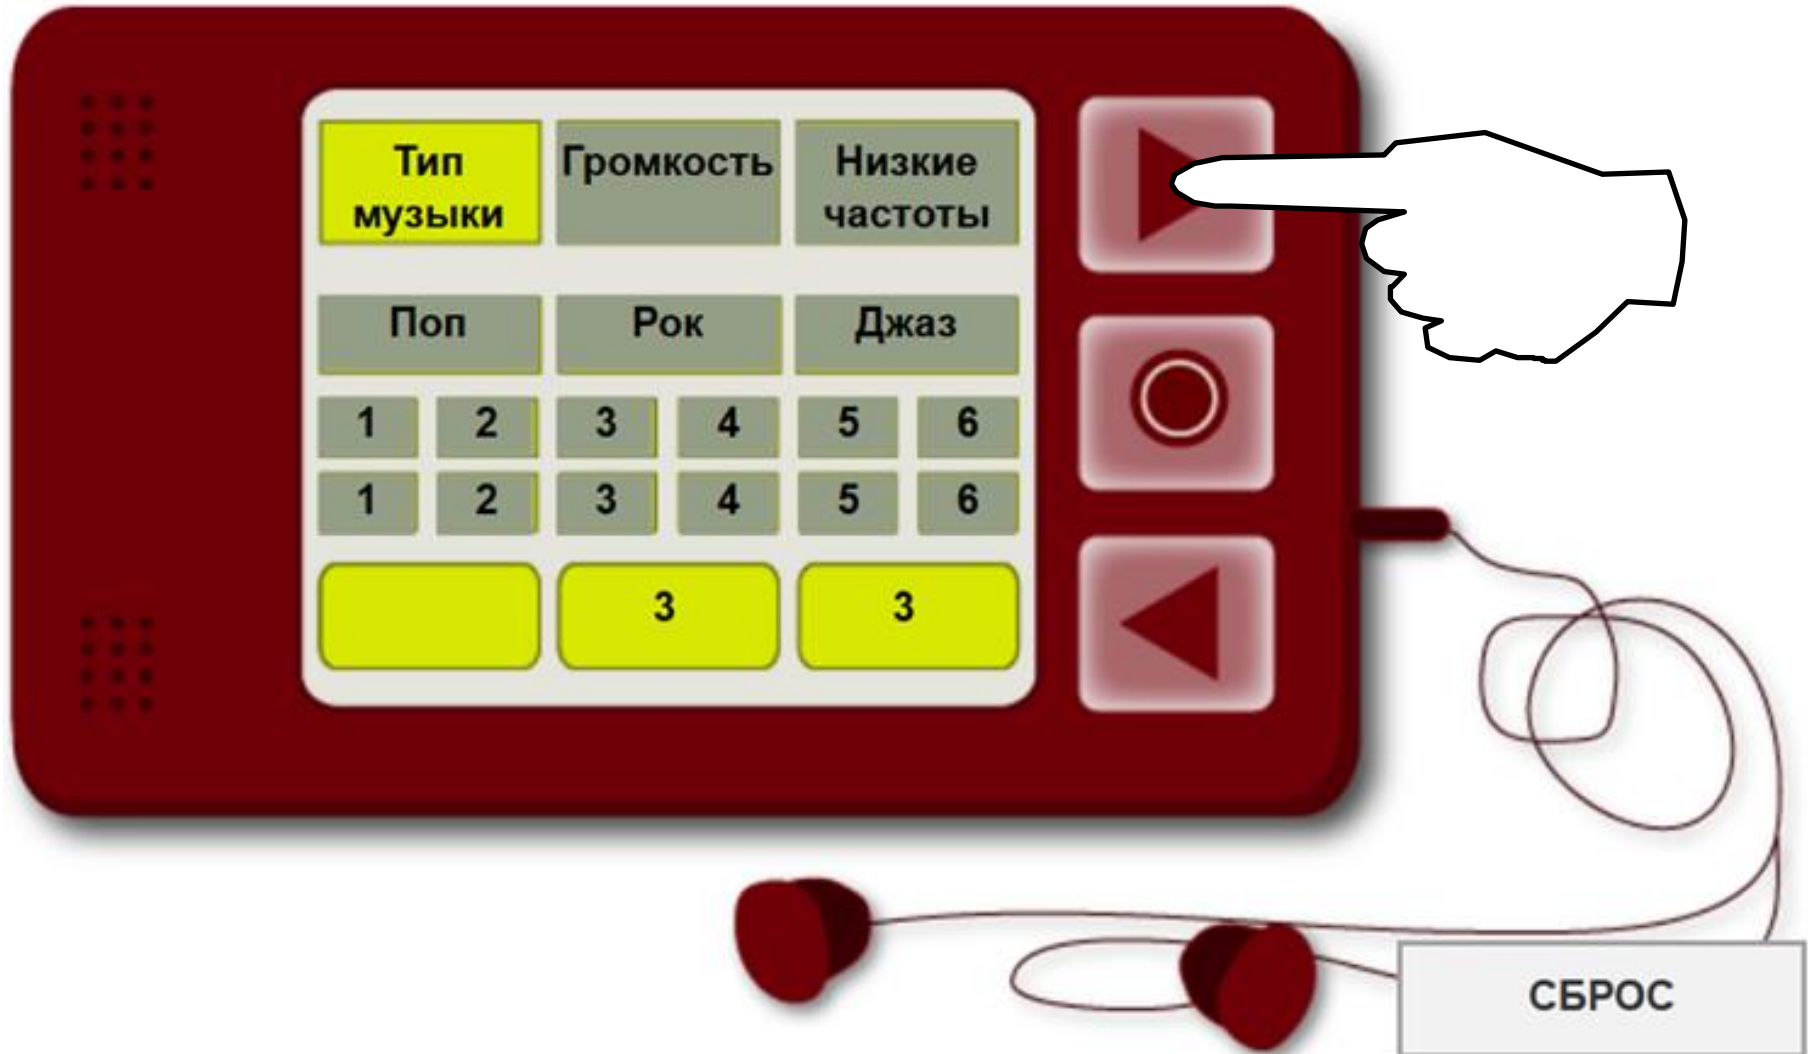 Тип
музыки
Громкость
Низкие
частоты
Поп Рок Джаз
1 2 3 4 5 6
1 2 3 4 5 6
3 3
СБРОС